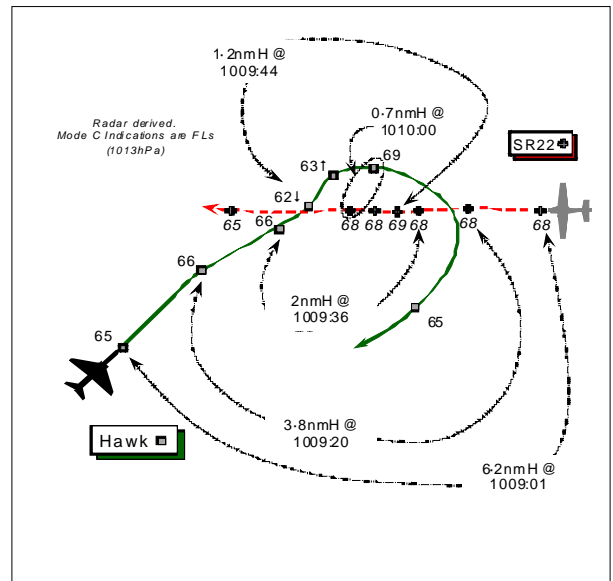 1·2nmH @
1009:44
Radar derived.
Mode C Indications are FLs
(1013hPa)
0·7nmH @
1010:00
SR22
63↑
69
62↓
65
66
68
68
69
68
68
68
66
2nmH @
1009:36
65
65
Hawk
3·8nmH @
1009:20
6·2nmH @
1009:01